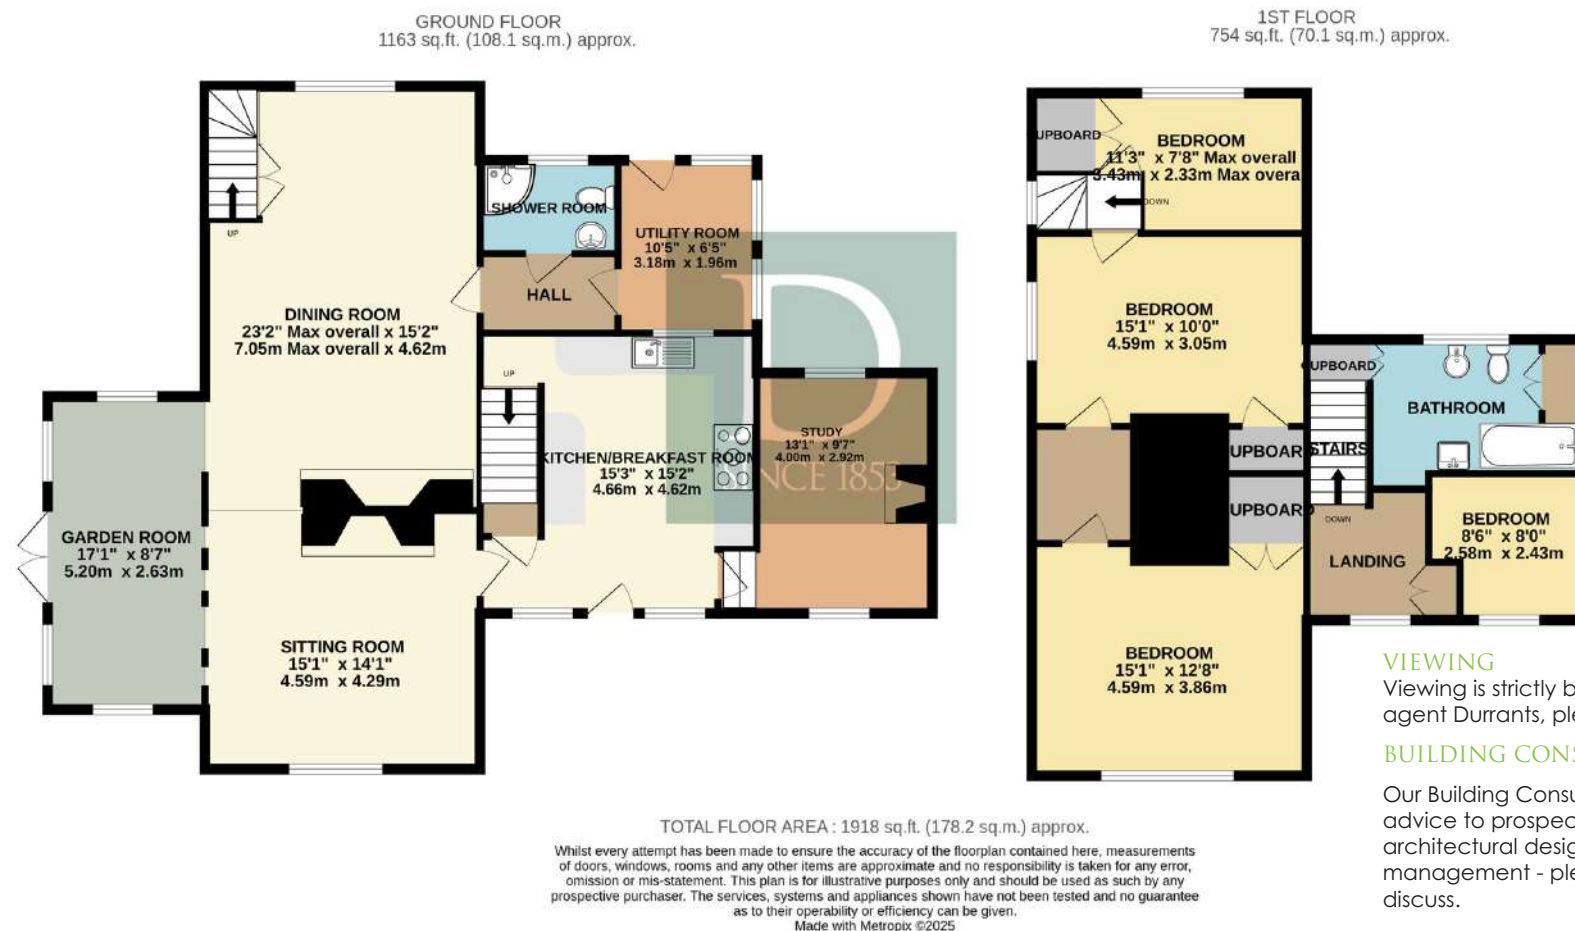 GROUND FLOOR
1163 sq.ft. (108.1 sq.m.) approx.
1ST FLOOR
754 sq.ft. (70.1 sq.m.) approx.
UP
DINING ROOM
23'2" Max overall x 15'2"
7.05m Max overall x 4.62m
SHOWER ROOM
HALL
UTILITY ROOM
10'5" x 6'5"
3.18m x 1.96m
UP
KITCHEN/BREAKFAST ROOM
15'3" x 15'2"
4.66m x 4.62m
STUDY
13'1" x 9'7"
4.00m x 2.92m
D
SINCE 1853
GARDEN ROOM
17'1" x 8'7"
5.20m x 2.63m
SITTING ROOM
15'1" x 14'1"
4.59m x 4.29m
UPBOARD
BEDROOM
11'3" x 7'8" Max overall
3.43m x 2.33m Max overa
DOWN
BEDROOM
15'1" x 10'0"
4.59m x 3.05m
UPBOAR
UPBOARD
BEDROOM
15'1" x 12'8"
4.59m x 3.86m
CUPBOARD
STAIRS
DOWN
BATHROOM
LANDING
BEDROOM
8'6" x 8'0"
2.58m x 2.43m
VIEWING
Viewing is strictly b
agent Durrants, ple
BUILDING CONS
Our Building Consu
advice to prospec
architectural desig
management - ple
discuss.
TOTAL FLOOR AREA : 1918 sq.ft. (178.2 sq.m.) approx.
Whilst every attempt has been made to ensure the accuracy of the floorplan contained here, measurements
of doors, windows, rooms and any other items are approximate and no responsibility is taken for any error,
omission or mis-statement. This plan is for illustrative purposes only and should be used as such by any
prospective purchaser. The services, systems and appliances shown have not been tested and no guarantee
as to their operability or efficiency can be given.
Made with Metropix ©2025